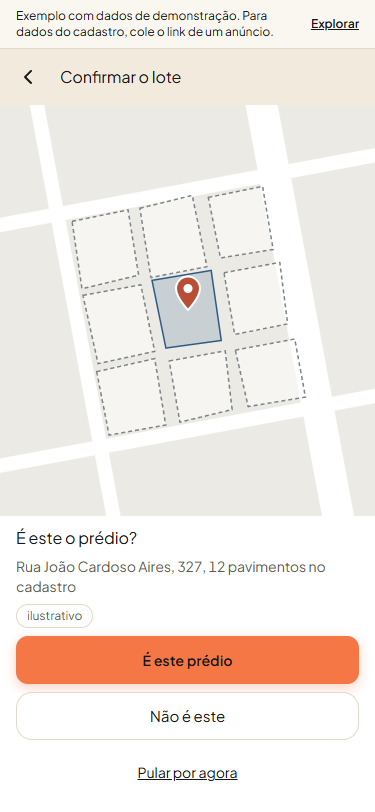 Exemplo com dados de demonstração. Para
dados do cadastro, cole o link de um anúncio.
Explorar
Confirmar o lote
É este o prédio?
Rua João Cardoso Aires, 327, 12 pavimentos no
cadastro
ilustrativo
É este prédio
Não é este
Pular por agora